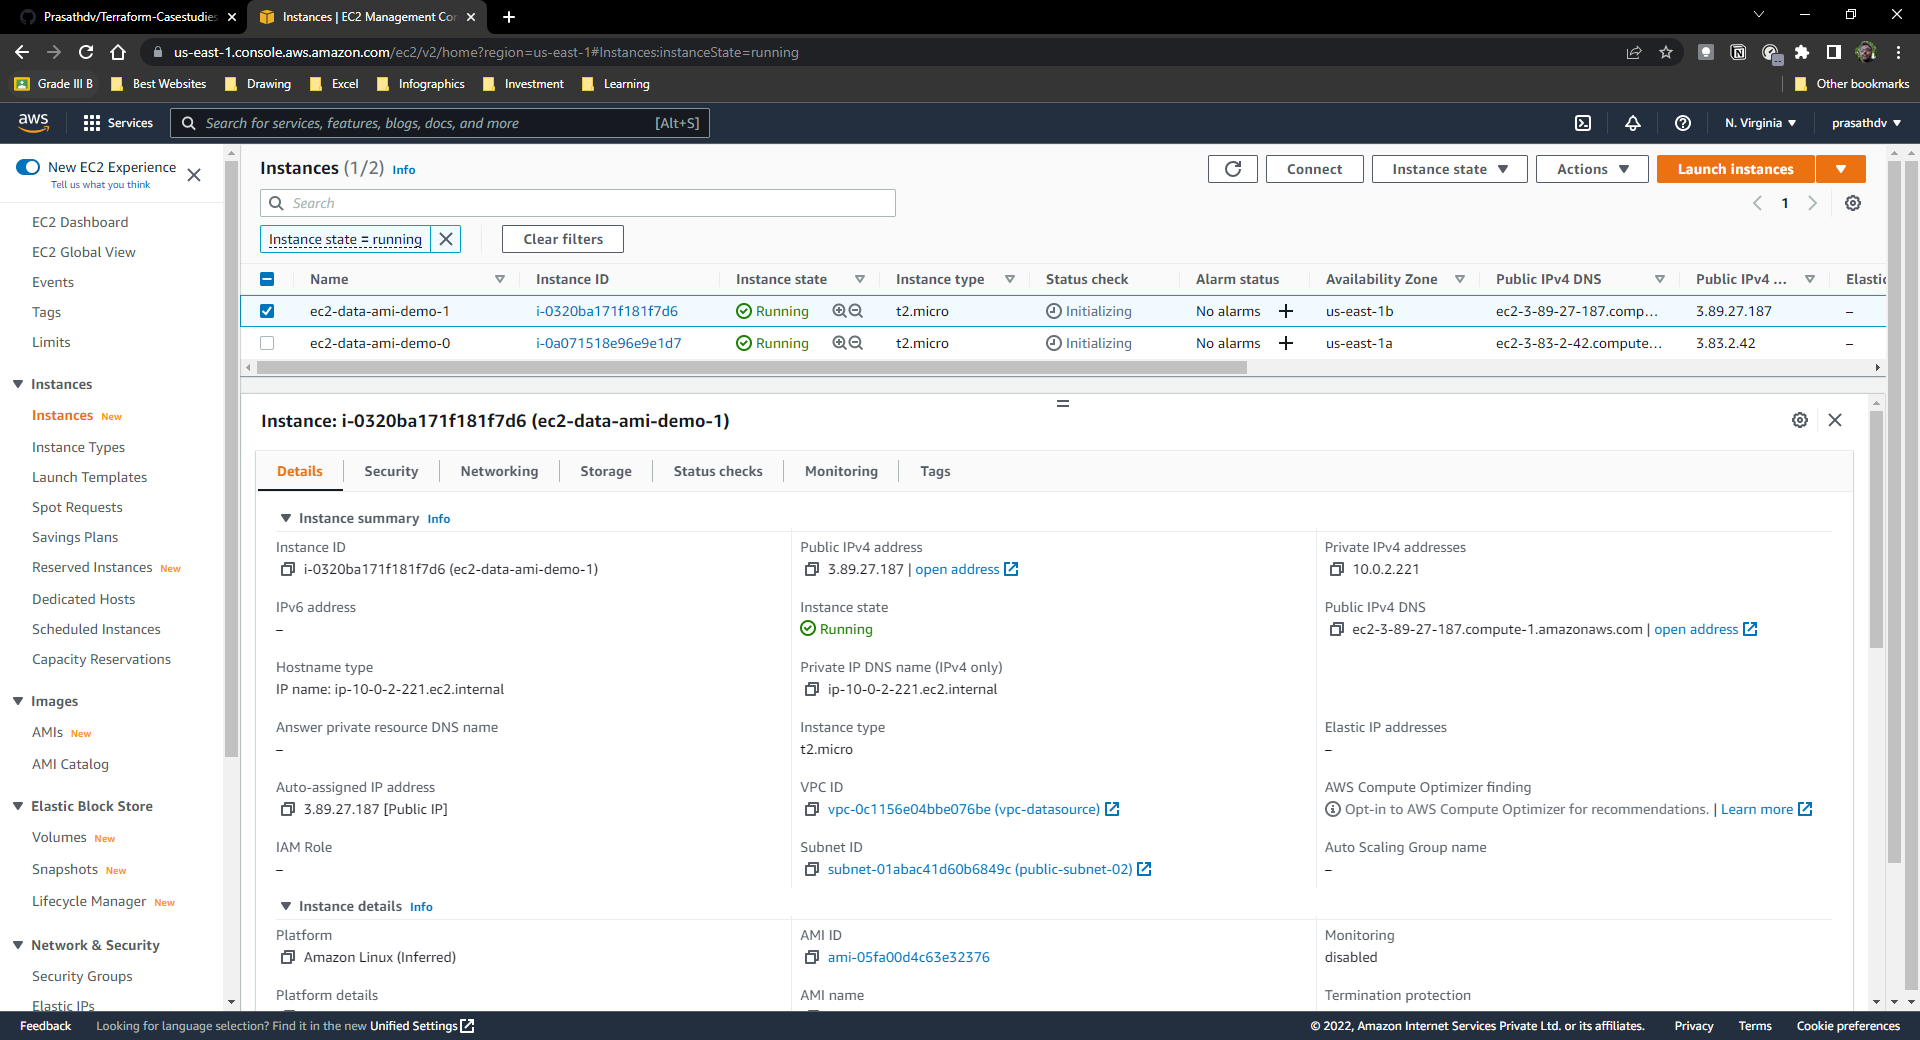 Prasathdv/Terraform-Casestudies
Instances | EC2 Management Con
us-east-1.console.aws.amazon.com/ec2/v2/home?region=us-east-1#Instances:instanceState=running
Grade III B Best Websites Drawing Excel Infographics Investment Learning Other bookmarks
aws Services Search for services, features, blogs, docs, and more [Alt+S] N. Virginia prasathdv
New EC2 Experience
Tell us what you think
EC2 Dashboard
EC2 Global View
Events
Tags
Limits
Instances
Instances New
Instance Types
Launch Templates
Spot Requests
Savings Plans
Reserved Instances New
Dedicated Hosts
Scheduled Instances
Capacity Reservations
Images
AMIs New
AMI Catalog
Elastic Block Store
Volumes New
Snapshots New
Lifecycle Manager New
Network & Security
Security Groups
Elastic IPs
Instances (1/2) Info
Connect Instance state Actions Launch instances
Search
1
Instance state = running Clear filters
Name Instance ID Instance state Instance type Status check Alarm status Availability Zone Public IPv4 DNS Public IPv4 ... Elastic
ec2-data-ami-demo-1 i-0320ba171f181f7d6 Running t2.micro Initializing No alarms + us-east-1b ec2-3-89-27-187.comp... 3.89.27.187 –
ec2-data-ami-demo-0 i-0a071518e96e9e1d7 Running t2.micro Initializing No alarms + us-east-1a ec2-3-83-2-42.compute... 3.83.2.42 –
Instance: i-0320ba171f181f7d6 (ec2-data-ami-demo-1)
Details Security Networking Storage Status checks Monitoring Tags
Instance summary Info
Instance ID
i-0320ba171f181f7d6 (ec2-data-ami-demo-1)
Public IPv4 address
3.89.27.187 | open address
Private IPv4 addresses
10.0.2.221
IPv6 address
–
Instance state
Running
Public IPv4 DNS
ec2-3-89-27-187.compute-1.amazonaws.com | open address
Hostname type
IP name: ip-10-0-2-221.ec2.internal
Private IP DNS name (IPv4 only)
ip-10-0-2-221.ec2.internal
Answer private resource DNS name
–
Instance type
t2.micro
Elastic IP addresses
–
Auto-assigned IP address
3.89.27.187 [Public IP]
VPC ID
vpc-0c1156e04bbe076be (vpc-datasource)
AWS Compute Optimizer finding
Opt-in to AWS Compute Optimizer for recommendations. | Learn more
IAM Role
–
Subnet ID
subnet-01abac41d60b6849c (public-subnet-02)
Auto Scaling Group name
–
Instance details Info
Platform
Amazon Linux (Inferred)
AMI ID
ami-05fa00d4c63e32376
Monitoring
disabled
Platform details
AMI name
Termination protection
Feedback Looking for language selection? Find it in the new Unified Settings © 2022, Amazon Internet Services Private Ltd. or its affiliates. Privacy Terms Cookie preferences